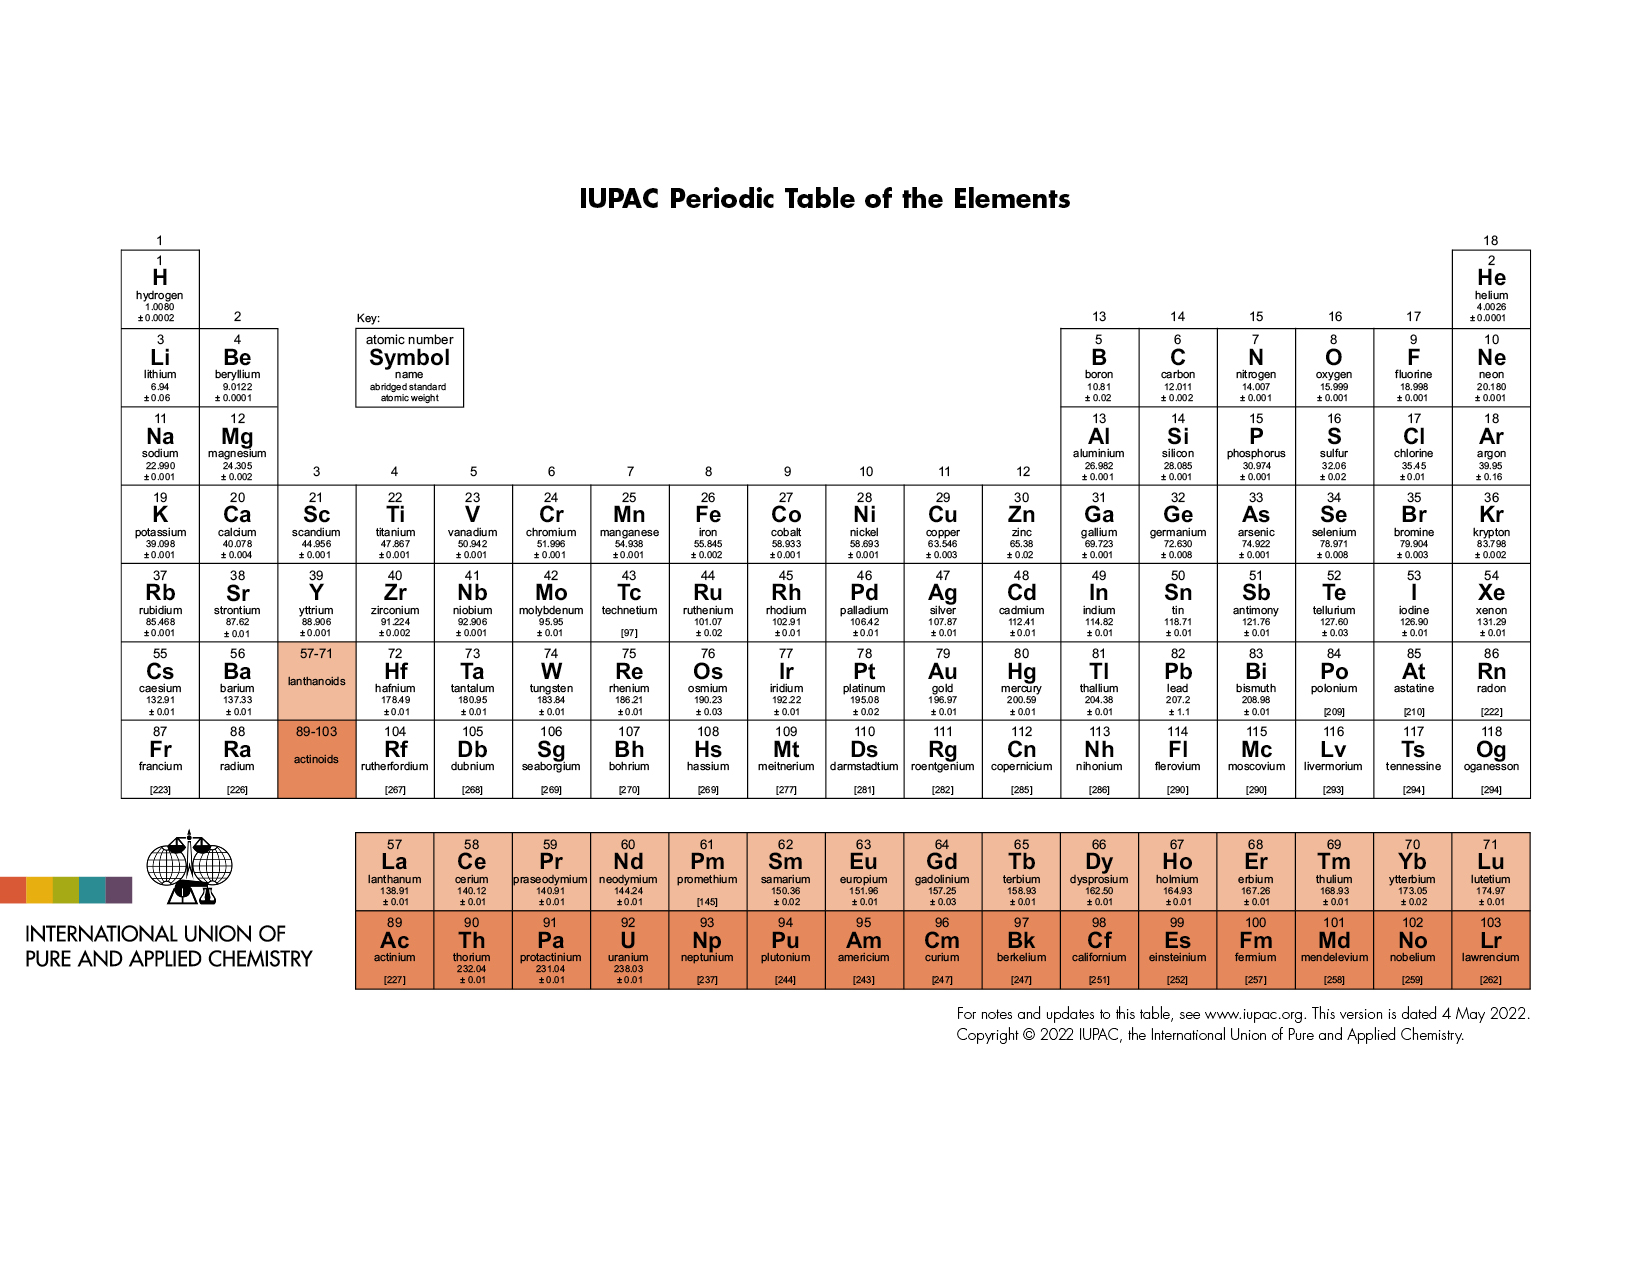 IUPAC Periodic Table of the Elements
1
18
1
H
hydrogen
1.0080
± 0.0002
2
He
helium
4.0026
± 0.0001
2
Key:
13
14
15
16
17
3
Li
lithium
6.94
± 0.06
4
Be
beryllium
9.0122
± 0.0001
atomic number
Symbol
name
abridged standard
atomic weight
5
B
boron
10.81
± 0.02
6
C
carbon
12.011
± 0.002
7
N
nitrogen
14.007
± 0.001
8
O
oxygen
15.999
± 0.001
9
F
fluorine
18.998
± 0.001
10
Ne
neon
20.180
± 0.001
11
Na
sodium
22.990
± 0.001
12
Mg
magnesium
24.305
± 0.002
3
4
5
6
7
8
9
10
11
12
13
Al
aluminium
26.982
± 0.001
14
Si
silicon
28.085
± 0.001
15
P
phosphorus
30.974
± 0.001
16
S
sulfur
32.06
± 0.02
17
Cl
chlorine
35.45
± 0.01
18
Ar
argon
39.95
± 0.16
19
K
potassium
39.098
± 0.001
20
Ca
calcium
40.078
± 0.004
21
Sc
scandium
44.956
± 0.001
22
Ti
titanium
47.867
± 0.001
23
V
vanadium
50.942
± 0.001
24
Cr
chromium
51.996
± 0.001
25
Mn
manganese
54.938
± 0.001
26
Fe
iron
55.845
± 0.002
27
Co
cobalt
58.933
± 0.001
28
Ni
nickel
58.693
± 0.001
29
Cu
copper
63.546
± 0.003
30
Zn
zinc
65.38
± 0.02
31
Ga
gallium
69.723
± 0.001
32
Ge
germanium
72.630
± 0.008
33
As
arsenic
74.922
± 0.001
34
Se
selenium
78.971
± 0.008
35
Br
bromine
79.904
± 0.003
36
Kr
krypton
83.798
± 0.002
37
Rb
rubidium
85.468
± 0.001
38
Sr
strontium
87.62
± 0.01
39
Y
yttrium
88.906
± 0.001
40
Zr
zirconium
91.224
± 0.002
41
Nb
niobium
92.906
± 0.001
42
Mo
molybdenum
95.95
± 0.01
43
Tc
technetium
[97]
44
Ru
ruthenium
101.07
± 0.02
45
Rh
rhodium
102.91
± 0.01
46
Pd
palladium
106.42
± 0.01
47
Ag
silver
107.87
± 0.01
48
Cd
cadmium
112.41
± 0.01
49
In
indium
114.82
± 0.01
50
Sn
tin
118.71
± 0.01
51
Sb
antimony
121.76
± 0.01
52
Te
tellurium
127.60
± 0.03
53
I
iodine
126.90
± 0.01
54
Xe
xenon
131.29
± 0.01
55
Cs
caesium
132.91
± 0.01
56
Ba
barium
137.33
± 0.01
57-71
lanthanoids
72
Hf
hafnium
178.49
± 0.01
73
Ta
tantalum
180.95
± 0.01
74
W
tungsten
183.84
± 0.01
75
Re
rhenium
186.21
± 0.01
76
Os
osmium
190.23
± 0.03
77
Ir
iridium
192.22
± 0.01
78
Pt
platinum
195.08
± 0.02
79
Au
gold
196.97
± 0.01
80
Hg
mercury
200.59
± 0.01
81
Tl
thallium
204.38
± 0.01
82
Pb
lead
207.2
± 1.1
83
Bi
bismuth
208.98
± 0.01
84
Po
polonium
[209]
85
At
astatine
[210]
86
Rn
radon
[222]
87
Fr
francium
[223]
88
Ra
radium
[226]
89-103
actinoids
104
Rf
rutherfordium
[267]
105
Db
dubnium
[268]
106
Sg
seaborgium
[269]
107
Bh
bohrium
[270]
108
Hs
hassium
[269]
109
Mt
meitnerium
[277]
110
Ds
darmstadtium
[281]
111
Rg
roentgenium
[282]
112
Cn
copernicium
[285]
113
Nh
nihonium
[286]
114
Fl
flerovium
[290]
115
Mc
moscovium
[290]
116
Lv
livermorium
[293]
117
Ts
tennessine
[294]
118
Og
oganesson
[294]
57
La
lanthanum
138.91
± 0.01
58
Ce
cerium
140.12
± 0.01
59
Pr
praseodymium
140.91
± 0.01
60
Nd
neodymium
144.24
± 0.01
61
Pm
promethium
[145]
62
Sm
samarium
150.36
± 0.02
63
Eu
europium
151.96
± 0.01
64
Gd
gadolinium
157.25
± 0.03
65
Tb
terbium
158.93
± 0.01
66
Dy
dysprosium
162.50
± 0.01
67
Ho
holmium
164.93
± 0.01
68
Er
erbium
167.26
± 0.01
69
Tm
thulium
168.93
± 0.01
70
Yb
ytterbium
173.05
± 0.02
71
Lu
lutetium
174.97
± 0.01
89
Ac
actinium
[227]
90
Th
thorium
232.04
± 0.01
91
Pa
protactinium
231.04
± 0.01
92
U
uranium
238.03
± 0.01
93
Np
neptunium
[237]
94
Pu
plutonium
[244]
95
Am
americium
[243]
96
Cm
curium
[247]
97
Bk
berkelium
[247]
98
Cf
californium
[251]
99
Es
einsteinium
[252]
100
Fm
fermium
[257]
101
Md
mendelevium
[258]
102
No
nobelium
[259]
103
Lr
lawrencium
[262]
INTERNATIONAL UNION OF
PURE AND APPLIED CHEMISTRY
For notes and updates to this table, see www.iupac.org. This version is dated 4 May 2022.
Copyright © 2022 IUPAC, the International Union of Pure and Applied Chemistry.